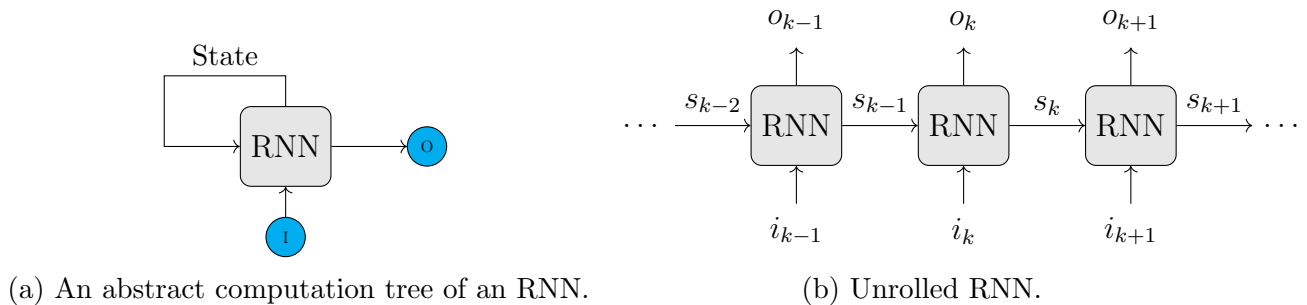 State
RNN
O
I
(a) An abstract computation tree of an RNN.
o_{k−1} o_k o_{k+1}
⋯ s_{k−2} RNN s_{k−1} RNN s_k RNN s_{k+1} ⋯
i_{k−1} i_k i_{k+1}
(b) Unrolled RNN.